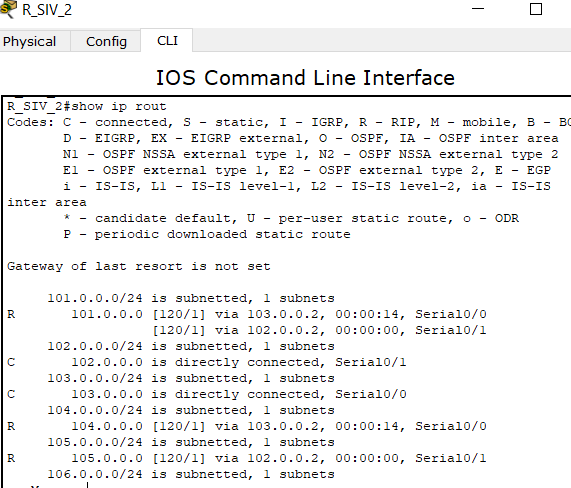 R_SIV_2
Physical Config CLI
IOS Command Line Interface
R_SIV_2#show ip rout
Codes: C - connected, S - static, I - IGRP, R - RIP, M - mobile, B - BG
D - EIGRP, EX - EIGRP external, O - OSPF, IA - OSPF inter area
N1 - OSPF NSSA external type 1, N2 - OSPF NSSA external type 2
E1 - OSPF external type 1, E2 - OSPF external type 2, E - EGP
i - IS-IS, L1 - IS-IS level-1, L2 - IS-IS level-2, ia - IS-IS
inter area
* - candidate default, U - per-user static route, o - ODR
P - periodic downloaded static route
Gateway of last resort is not set
101.0.0.0/24 is subnetted, 1 subnets
R 101.0.0.0 [120/1] via 103.0.0.2, 00:00:14, Serial0/0
[120/1] via 102.0.0.2, 00:00:00, Serial0/1
102.0.0.0/24 is subnetted, 1 subnets
C 102.0.0.0 is directly connected, Serial0/1
103.0.0.0/24 is subnetted, 1 subnets
C 103.0.0.0 is directly connected, Serial0/0
104.0.0.0/24 is subnetted, 1 subnets
R 104.0.0.0 [120/1] via 103.0.0.2, 00:00:14, Serial0/0
105.0.0.0/24 is subnetted, 1 subnets
R 105.0.0.0 [120/1] via 102.0.0.2, 00:00:00, Serial0/1
106.0.0.0/24 is subnetted, 1 subnets